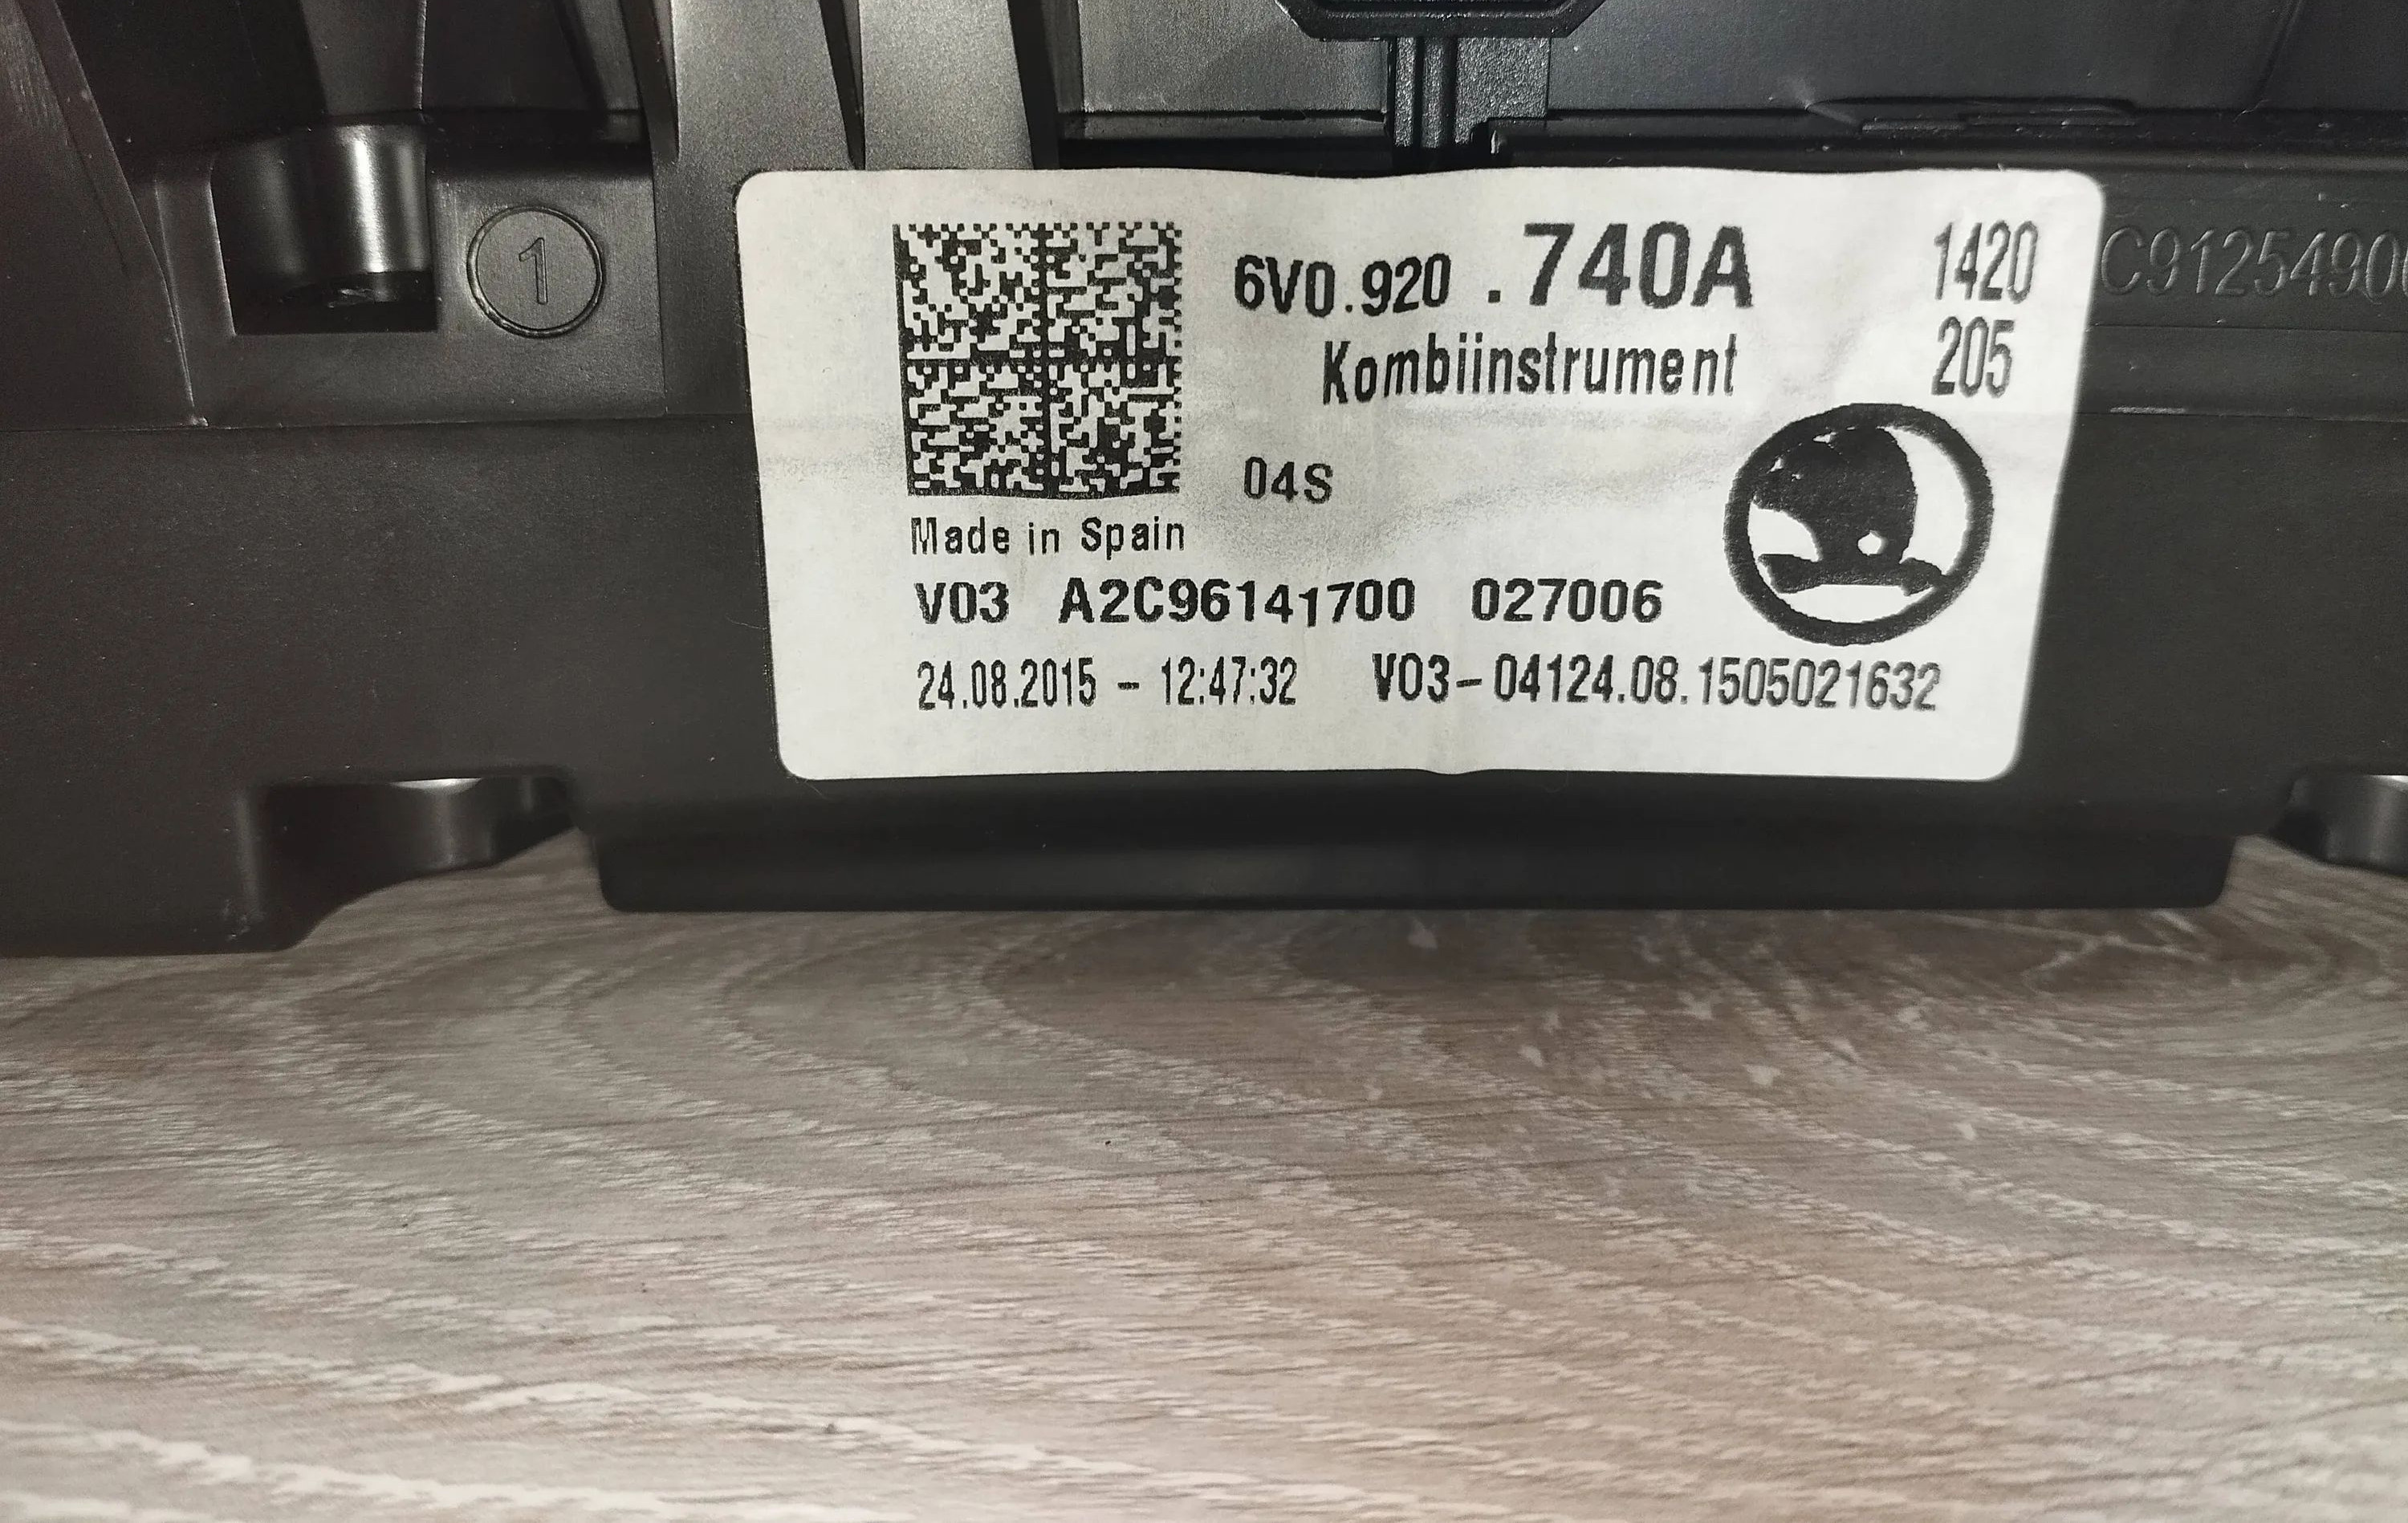 1
6V0.920 .740A
1420
Kombiinstrument
205
04S
Made in Spain
V03 A2C96141700 027006
24.08.2015 - 12:47:32 V03-04124.08.1505021632